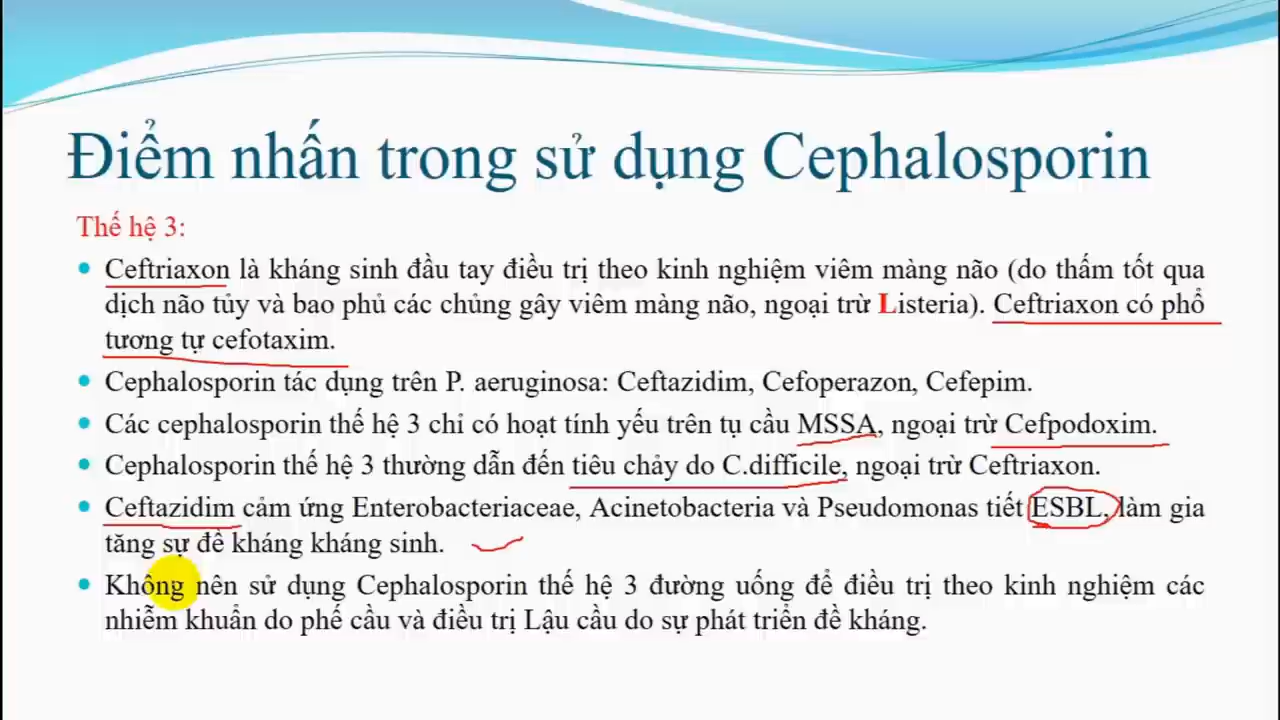 Điểm nhấn trong sử dụng Cephalosporin
Thế hệ 3:
• Ceftriaxon là kháng sinh đầu tay điều trị theo kinh nghiệm viêm màng não (do thấm tốt qua
dịch não tủy và bao phủ các chủng gây viêm màng não, ngoại trừ Listeria). Ceftriaxon có phổ
tương tự cefotaxim.
• Cephalosporin tác dụng trên P. aeruginosa: Ceftazidim, Cefoperazon, Cefepim.
• Các cephalosporin thế hệ 3 chỉ có hoạt tính yếu trên tụ cầu MSSA, ngoại trừ Cefpodoxim.
• Cephalosporin thế hệ 3 thường dẫn đến tiêu chảy do C.difficile, ngoại trừ Ceftriaxon.
• Ceftazidim cảm ứng Enterobacteriaceae, Acinetobacteria và Pseudomonas tiết ESBL, làm gia
tăng sự đề kháng kháng sinh.
• Không nên sử dụng Cephalosporin thế hệ 3 đường uống để điều trị theo kinh nghiệm các
nhiễm khuẩn do phế cầu và điều trị Lậu cầu do sự phát triển đề kháng.